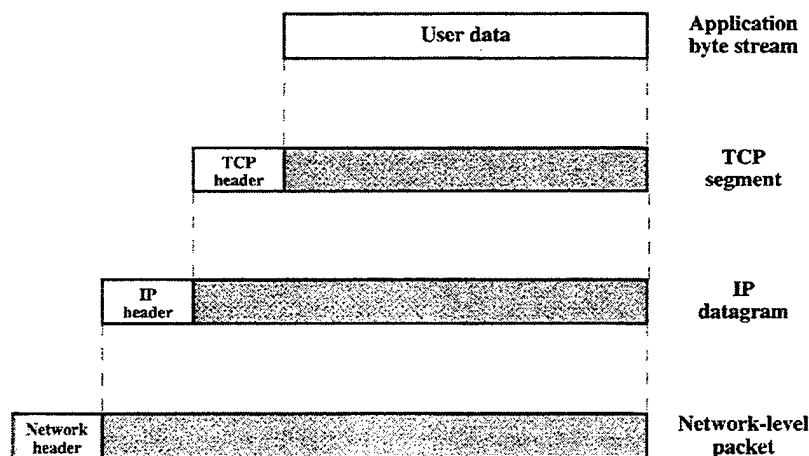 User data
Application
byte stream
TCP
header
TCP
segment
IP
header
IP
datagram
Network
header
Network-level
packet